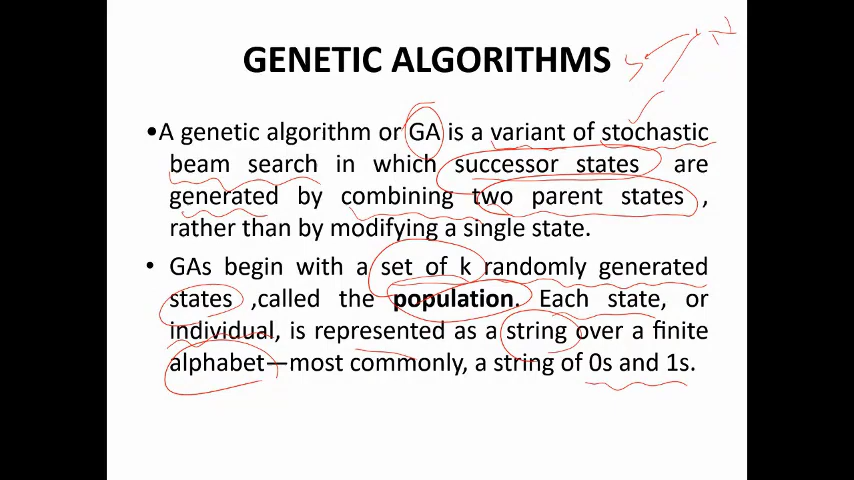 GENETIC ALGORITHMS
•A genetic algorithm or GA is a variant of stochastic
beam search in which successor states are
generated by combining two parent states ,
rather than by modifying a single state.
• GAs begin with a set of k randomly generated
states ,called the population. Each state, or
individual, is represented as a string over a finite
alphabet—most commonly, a string of 0s and 1s.